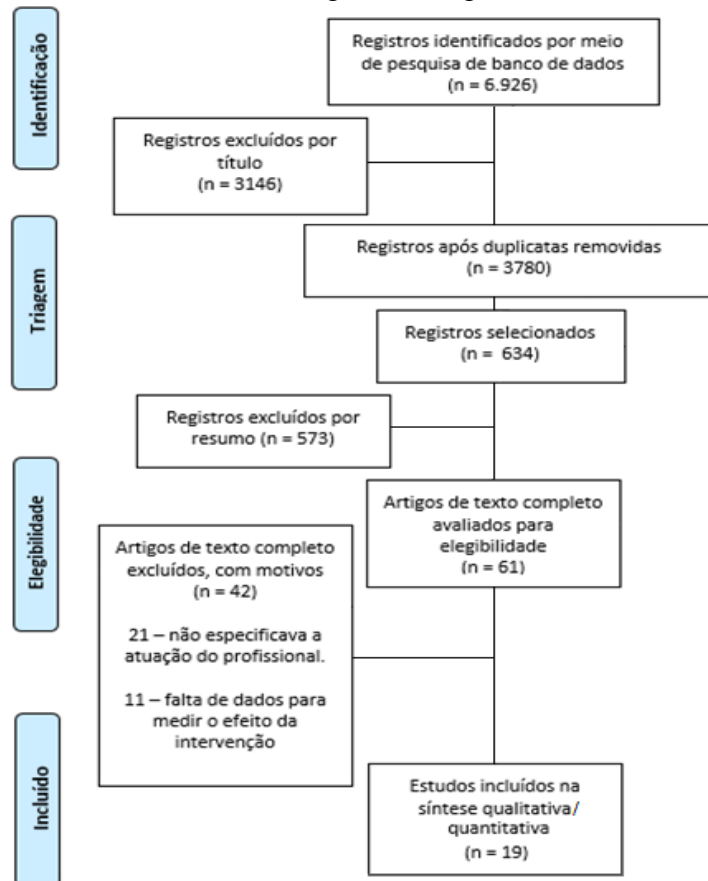 Identificação
Registros identificados por meio
de pesquisa de banco de dados
(n = 6.926)
Registros excluídos por
título
(n = 3146)
Triagem
Registros após duplicatas removidas
(n = 3780)
Registros selecionados
(n = 634)
Registros excluídos por
resumo (n = 573)
Elegibilidade
Artigos de texto completo
avaliados para
elegibilidade
(n = 61)
Artigos de texto completo
excluídos, com motivos
(n = 42)
21 – não especificava a
atuação do profissional.
11 – falta de dados para
medir o efeito da
intervenção
Incluído
Estudos incluídos na
síntese qualitativa/
quantitativa
(n = 19)